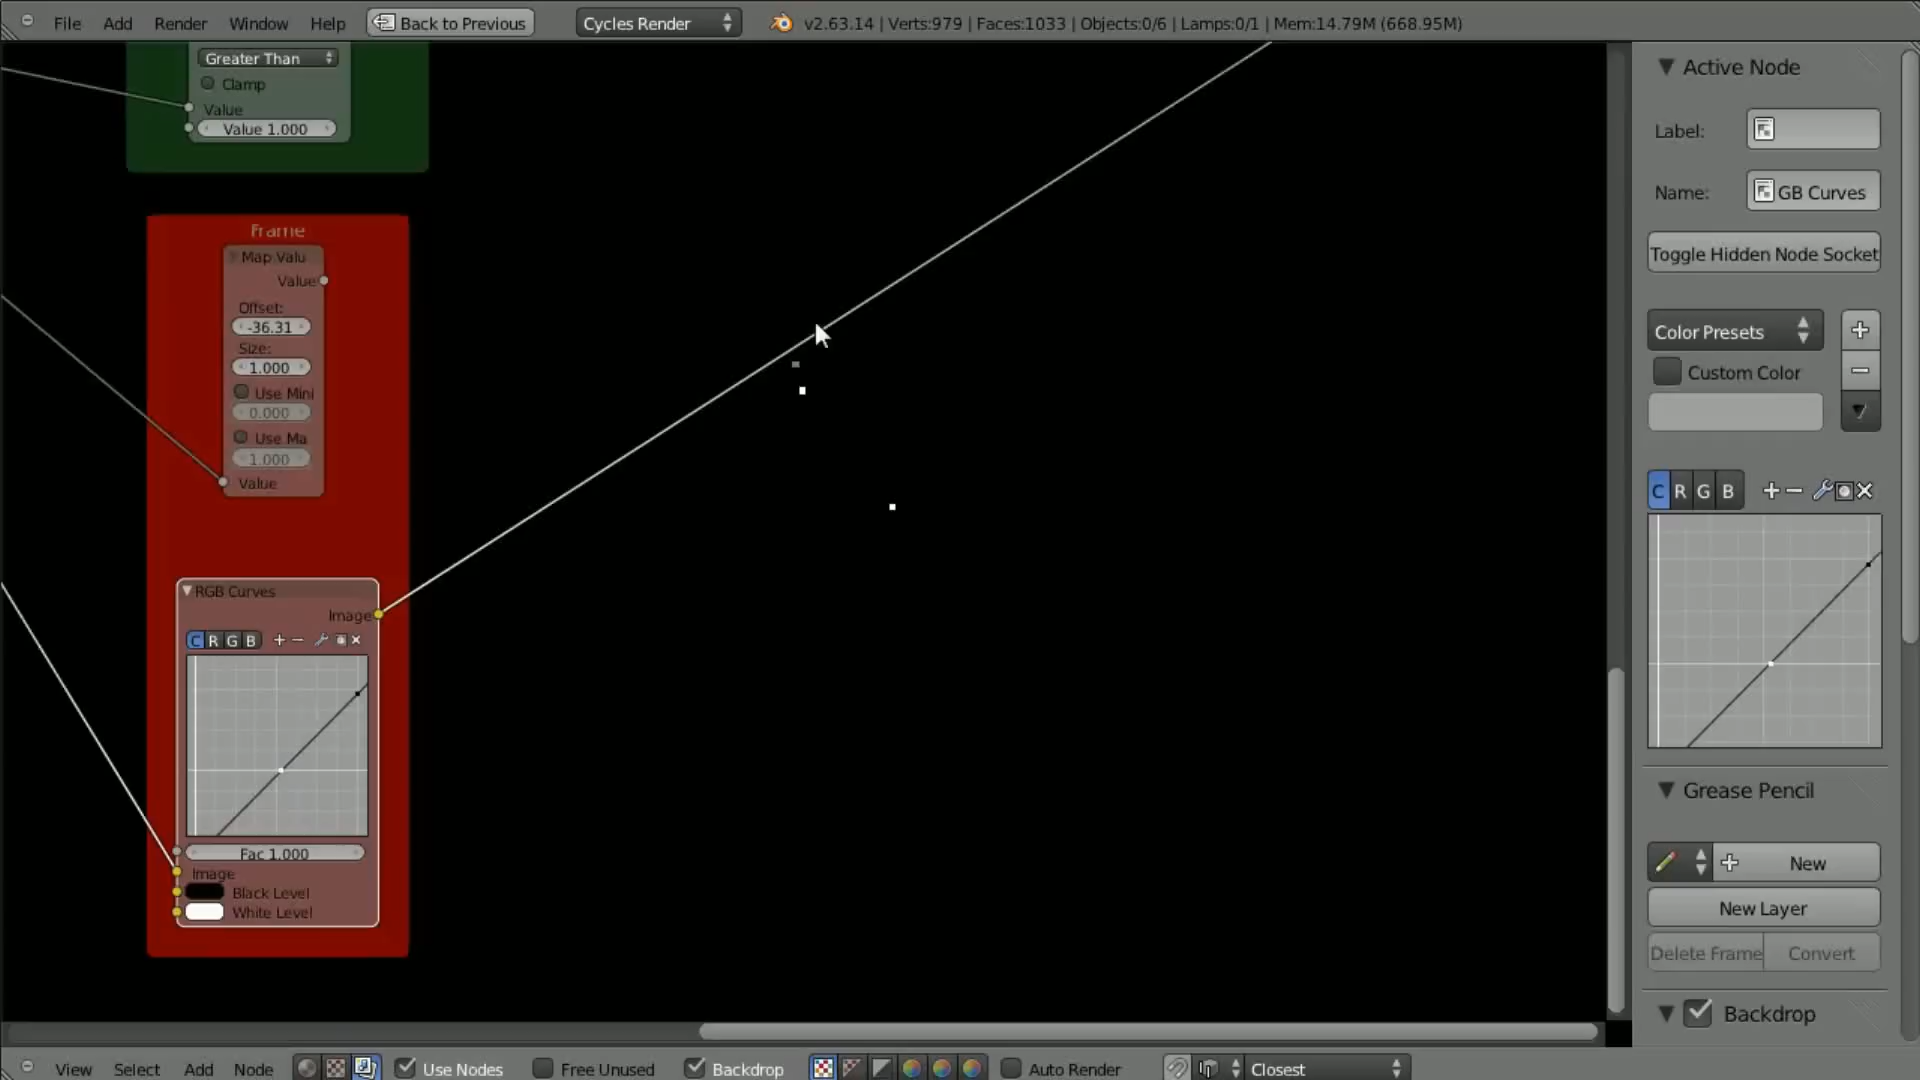 File Add Render Window Help Back to Previous Cycles Render v2.63.14 | Verts:979 | Faces:1033 | Objects:0/6 | Lamps:0/1 | Mem:14.79M (668.95M)
Greater Than
Clamp
Value
Value 1.000
Frame
Map Valu
Value
Offset:
-36.31
Size:
1.000
Use Mini
0.000
Use Ma
1.000
Value
RGB Curves
Image
C R G B
Fac 1.000
Image
Black Level
White Level
Active Node
Label:
Name: GB Curves
Toggle Hidden Node Socket
Color Presets
Custom Color
C R G B
Grease Pencil
New
New Layer
Delete Frame Convert
Backdrop
View Select Add Node Use Nodes Free Unused Backdrop Auto Render Closest